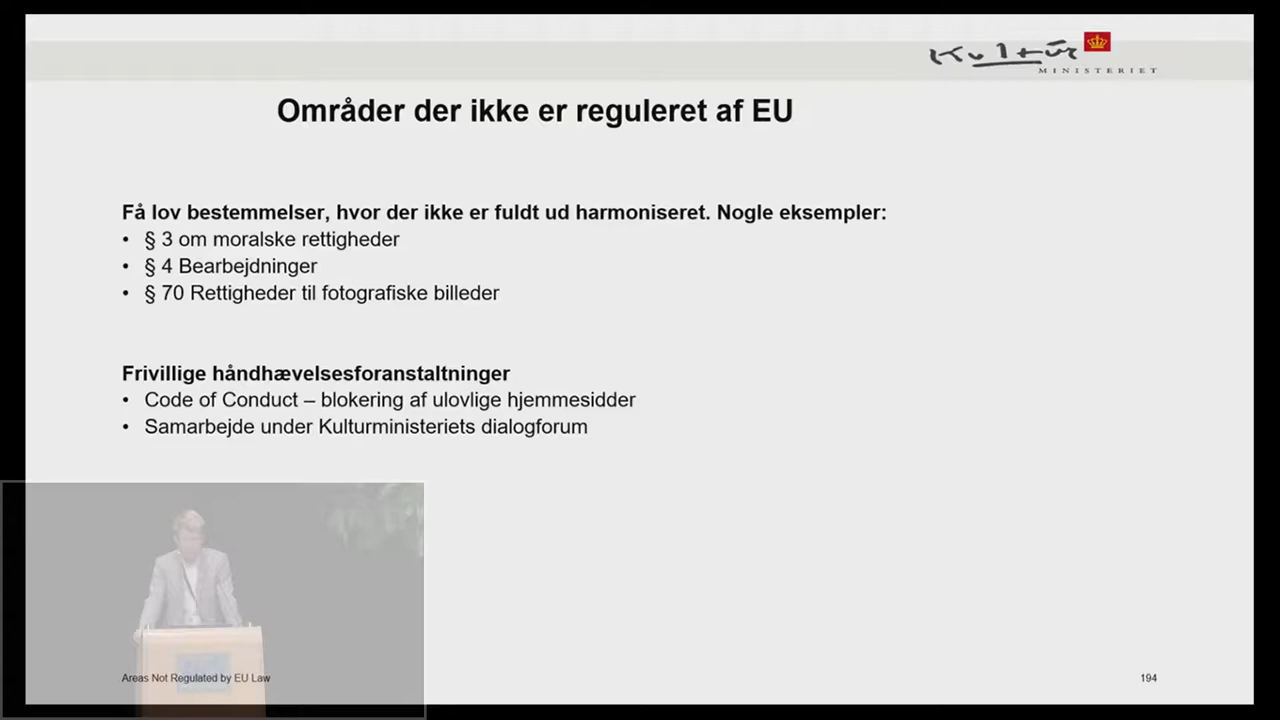 Kultur
MINISTERIET
Områder der ikke er reguleret af EU
Få lov bestemmelser, hvor der ikke er fuldt ud harmoniseret. Nogle eksempler:
• § 3 om moralske rettigheder
• § 4 Bearbejdninger
• § 70 Rettigheder til fotografiske billeder
Frivillige håndhævelsesforanstaltninger
• Code of Conduct – blokering af ulovlige hjemmesidder
• Samarbejde under Kulturministeriets dialogforum
Areas Not Regulated by EU Law
194